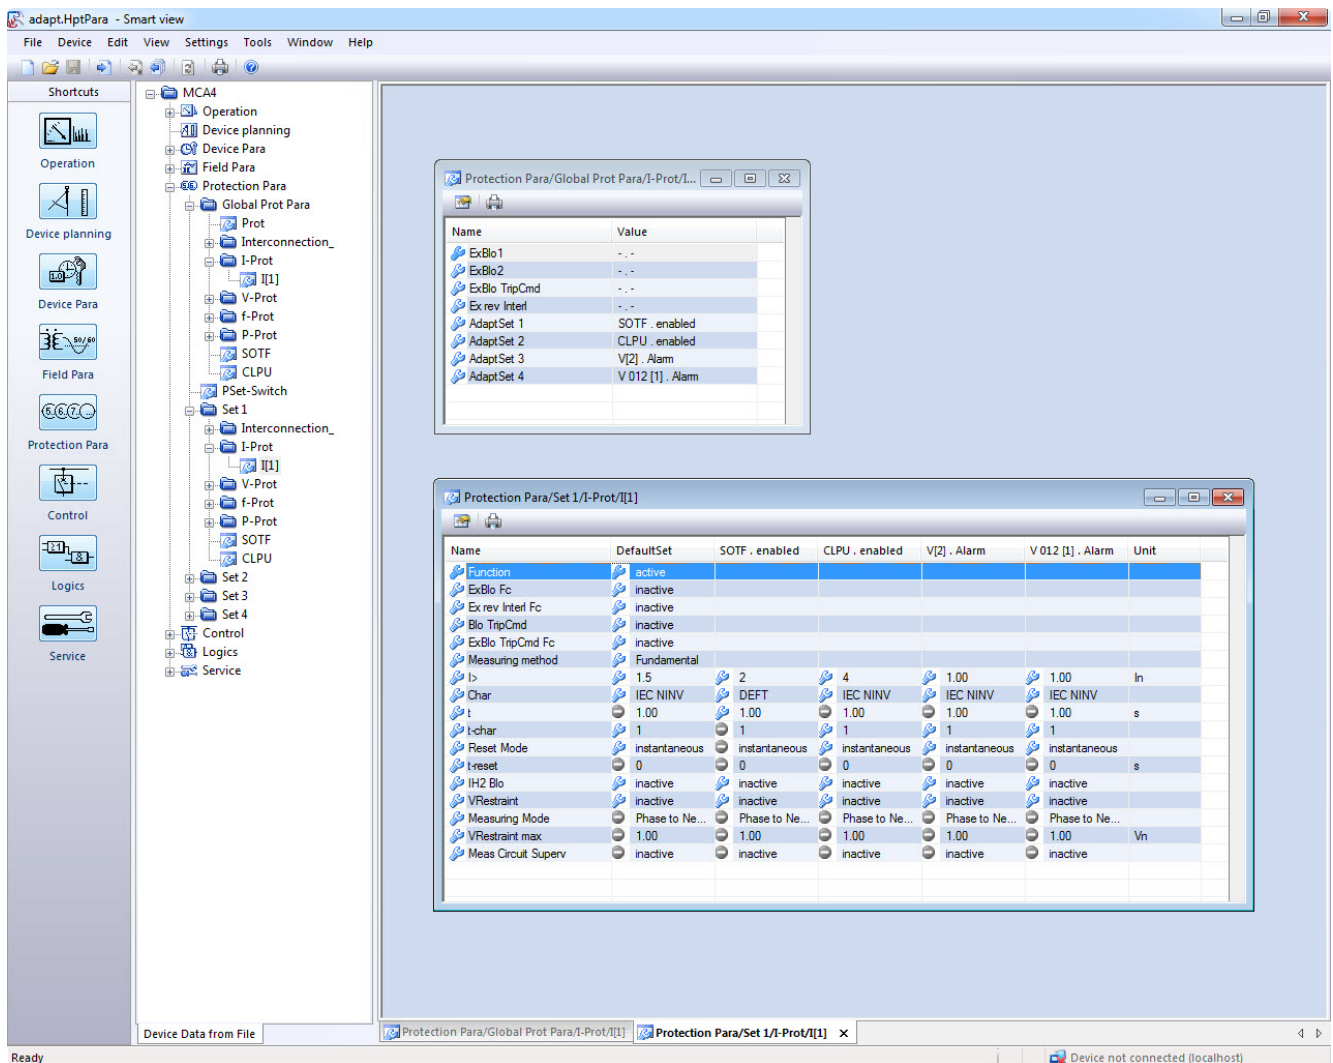 adapt.HptPara - Smart view
File Device Edit View Settings Tools Window Help
Shortcuts
Operation
Device planning
Device Para
Field Para
Protection Para
Control
Logics
Service
MCA4
Operation
Device planning
Device Para
Field Para
Protection Para
Global Prot Para
Prot
Interconnection_
I-Prot
I[1]
V-Prot
f-Prot
P-Prot
SOTF
CLPU
PSet-Switch
Set 1
Interconnection_
I-Prot
I[1]
V-Prot
f-Prot
P-Prot
SOTF
CLPU
Set 2
Set 3
Set 4
Control
Logics
Service
Device Data from File
Protection Para/Global Prot Para/I-Prot/I...
Name Value
ExBlo1 - . -
ExBlo2 - . -
ExBlo TripCmd - . -
Ex rev Interl - . -
AdaptSet 1 SOTF . enabled
AdaptSet 2 CLPU . enabled
AdaptSet 3 V[2] . Alarm
AdaptSet 4 V 012 [1] . Alarm
Protection Para/Set 1/I-Prot/I[1]
Name DefaultSet SOTF . enabled CLPU . enabled V[2] . Alarm V 012 [1] . Alarm Unit
Function active
ExBlo Fc inactive
Ex rev Interl Fc inactive
Blo TripCmd inactive
ExBlo TripCmd Fc inactive
Measuring method Fundamental
I> 1.5 2 4 1.00 1.00 In
Char IEC NINV DEFT IEC NINV IEC NINV IEC NINV
t 1.00 1.00 1.00 1.00 1.00 s
t-char 1 1 1 1 1
Reset Mode instantaneous instantaneous instantaneous instantaneous instantaneous
t-reset 0 0 0 0 0 s
IH2 Blo inactive inactive inactive inactive inactive
VRestraint inactive inactive inactive inactive inactive
Measuring Mode Phase to Ne... Phase to Ne... Phase to Ne... Phase to Ne... Phase to Ne...
VRestraint max 1.00 1.00 1.00 1.00 1.00 Vn
Meas Circuit Superv inactive inactive inactive inactive inactive
Protection Para/Global Prot Para/I-Prot/I[1] Protection Para/Set 1/I-Prot/I[1]
Ready Device not connected (localhost)